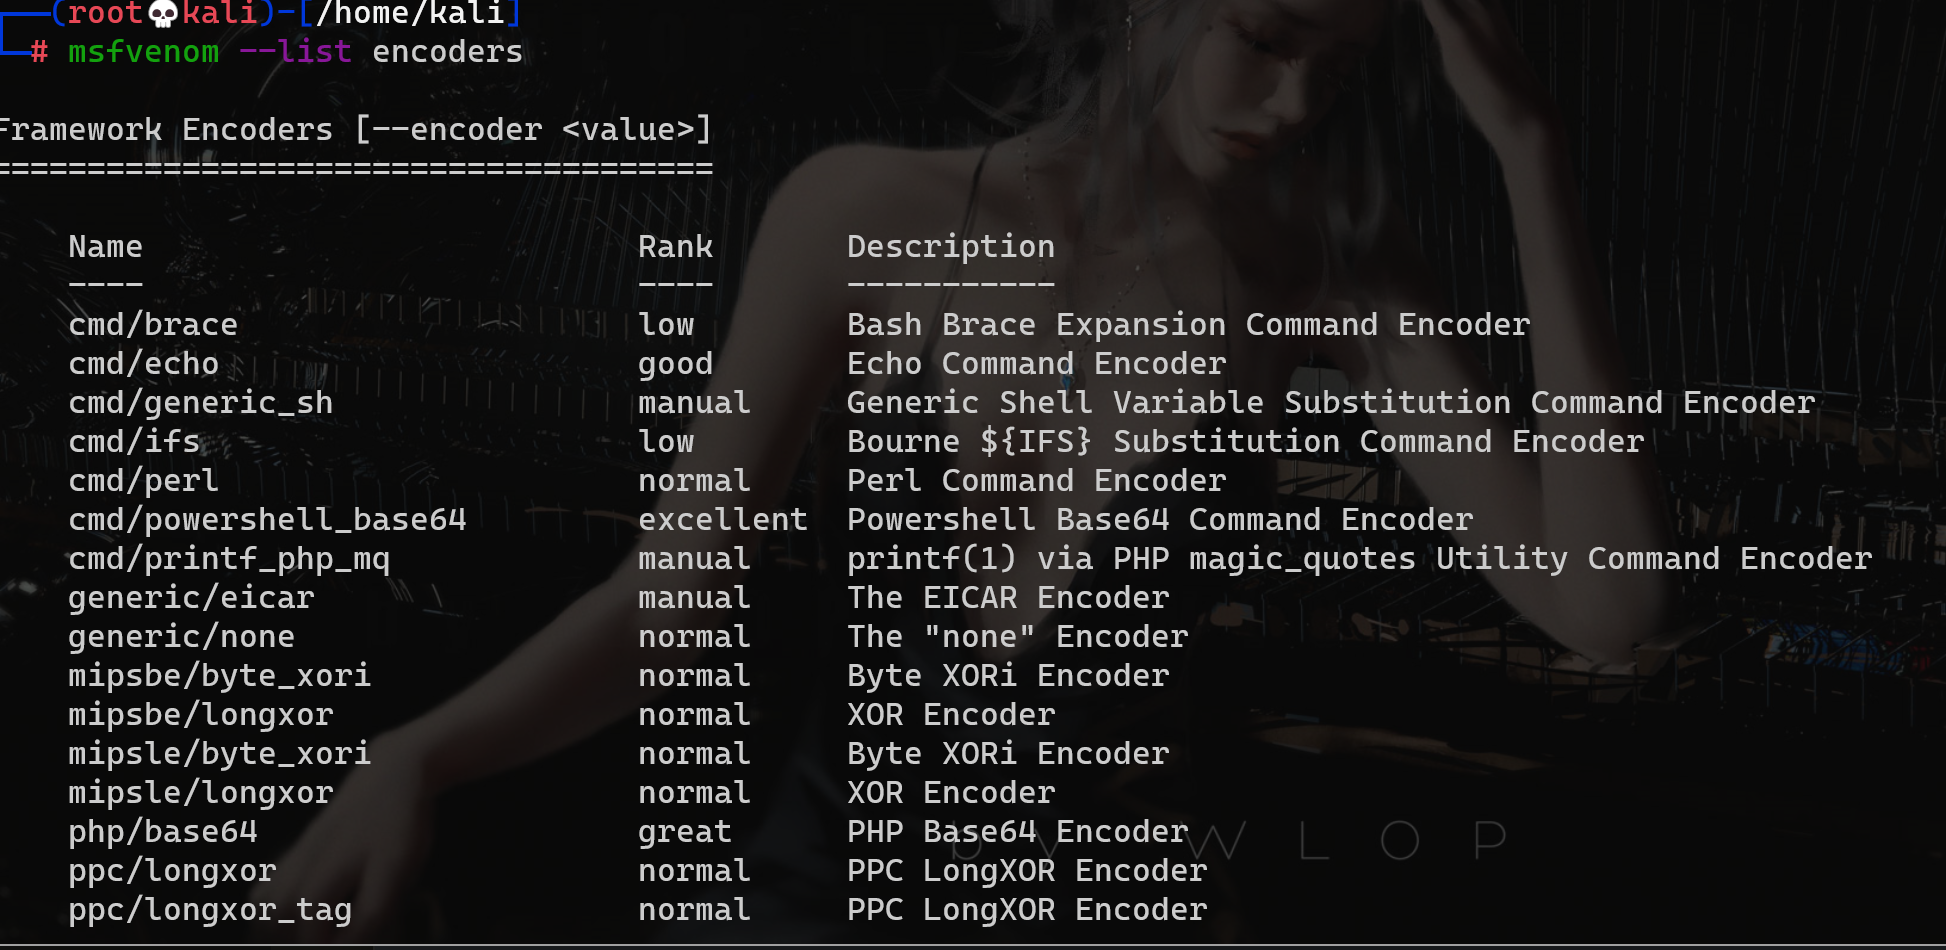 (root💀kali)-[/home/kali]
# msfvenom --list encoders
Framework Encoders [--encoder <value>]
======================================
Name Rank Description
---- ---- -----------
cmd/brace low Bash Brace Expansion Command Encoder
cmd/echo good Echo Command Encoder
cmd/generic_sh manual Generic Shell Variable Substitution Command Encoder
cmd/ifs low Bourne ${IFS} Substitution Command Encoder
cmd/perl normal Perl Command Encoder
cmd/powershell_base64 excellent Powershell Base64 Command Encoder
cmd/printf_php_mq manual printf(1) via PHP magic_quotes Utility Command Encoder
generic/eicar manual The EICAR Encoder
generic/none normal The "none" Encoder
mipsbe/byte_xori normal Byte XORi Encoder
mipsbe/longxor normal XOR Encoder
mipsle/byte_xori normal Byte XORi Encoder
mipsle/longxor normal XOR Encoder
php/base64 great PHP Base64 Encoder
ppc/longxor normal PPC LongXOR Encoder
ppc/longxor_tag normal PPC LongXOR Encoder
by WLOP